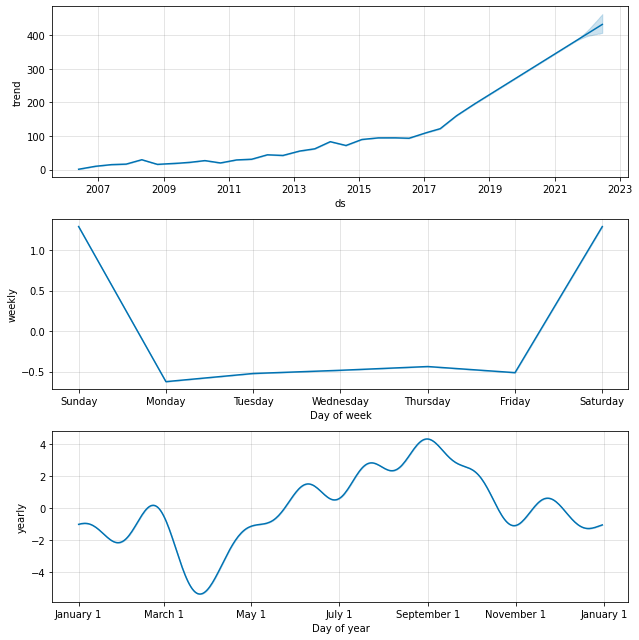 400
300
200
100
0
trend
2007 2009 2011 2013 2015 2017 2019 2021 2023
ds
1.0
0.5
0.0
−0.5
weekly
Sunday Monday Tuesday Wednesday Thursday Friday Saturday
Day of week
4
2
0
−2
−4
yearly
January 1 March 1 May 1 July 1 September 1 November 1 January 1
Day of year